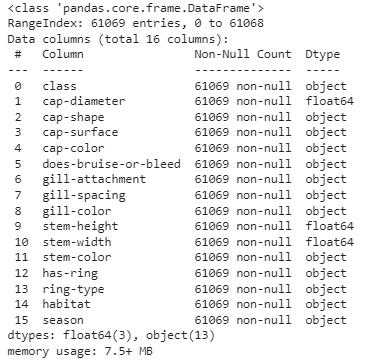 <class 'pandas.core.frame.DataFrame'>
RangeIndex: 61069 entries, 0 to 61068
Data columns (total 16 columns):
 #   Column                Non-Null Count  Dtype
---  ------                --------------  -----
 0   class                 61069 non-null  object
 1   cap-diameter          61069 non-null  float64
 2   cap-shape             61069 non-null  object
 3   cap-surface           61069 non-null  object
 4   cap-color             61069 non-null  object
 5   does-bruise-or-bleed  61069 non-null  object
 6   gill-attachment       61069 non-null  object
 7   gill-spacing          61069 non-null  object
 8   gill-color            61069 non-null  object
 9   stem-height           61069 non-null  float64
 10  stem-width            61069 non-null  float64
 11  stem-color            61069 non-null  object
 12  has-ring              61069 non-null  object
 13  ring-type             61069 non-null  object
 14  habitat               61069 non-null  object
 15  season                61069 non-null  object
dtypes: float64(3), object(13)
memory usage: 7.5+ MB